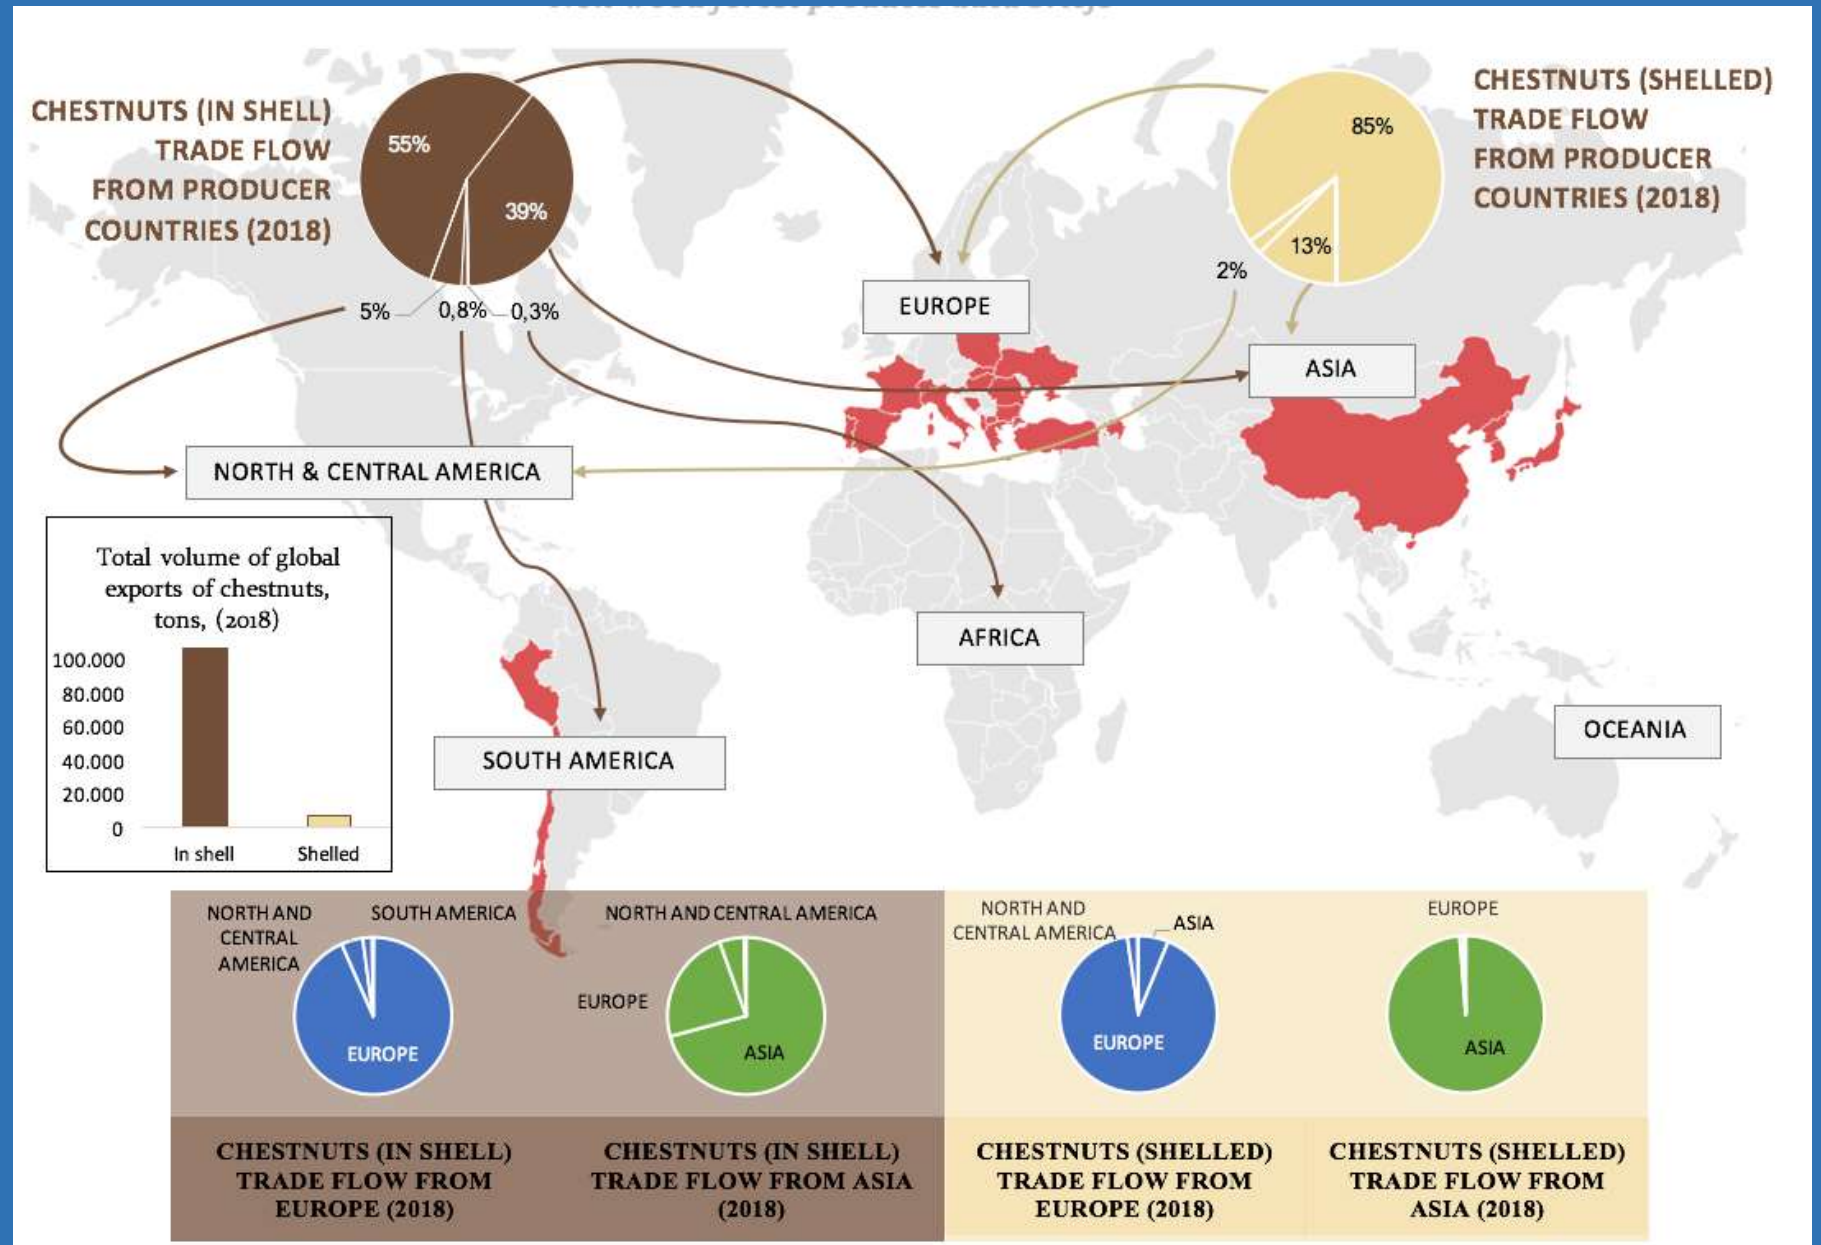 CHESTNUTS (IN SHELL)
TRADE FLOW
FROM PRODUCER
COUNTRIES (2018)
55%
39%
5%
0,8%
0,3%
CHESTNUTS (SHELLED)
TRADE FLOW
FROM PRODUCER
COUNTRIES (2018)
85%
13%
2%
EUROPE
ASIA
NORTH & CENTRAL AMERICA
AFRICA
SOUTH AMERICA
OCEANIA
Total volume of global
exports of chestnuts,
tons, (2018)
100.000
80.000
60.000
40.000
20.000
0
In shell
Shelled
NORTH AND
CENTRAL
AMERICA
SOUTH AMERICA
EUROPE
CHESTNUTS (IN SHELL)
TRADE FLOW FROM
EUROPE (2018)
NORTH AND CENTRAL AMERICA
EUROPE
ASIA
CHESTNUTS (IN SHELL)
TRADE FLOW FROM ASIA
(2018)
NORTH AND
CENTRAL AMERICA
ASIA
EUROPE
CHESTNUTS (SHELLED)
TRADE FLOW FROM
EUROPE (2018)
EUROPE
ASIA
CHESTNUTS (SHELLED)
TRADE FLOW FROM
ASIA (2018)